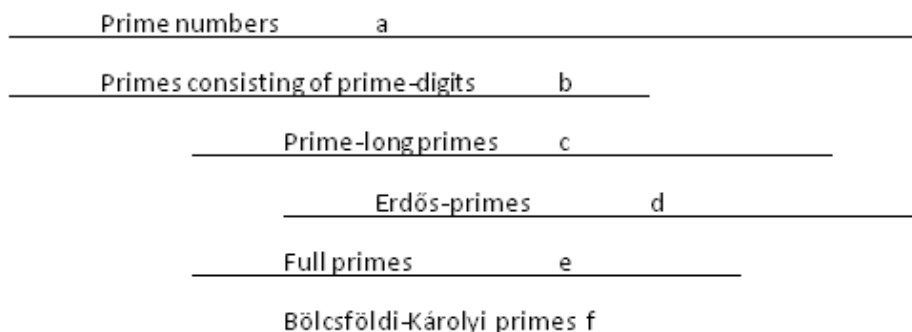 Prime numbers a
Primes consisting of prime-digits b
Prime-long primes c
Erdős-primes d
Full primes e
Bölcsföldi-Károlyi primes f